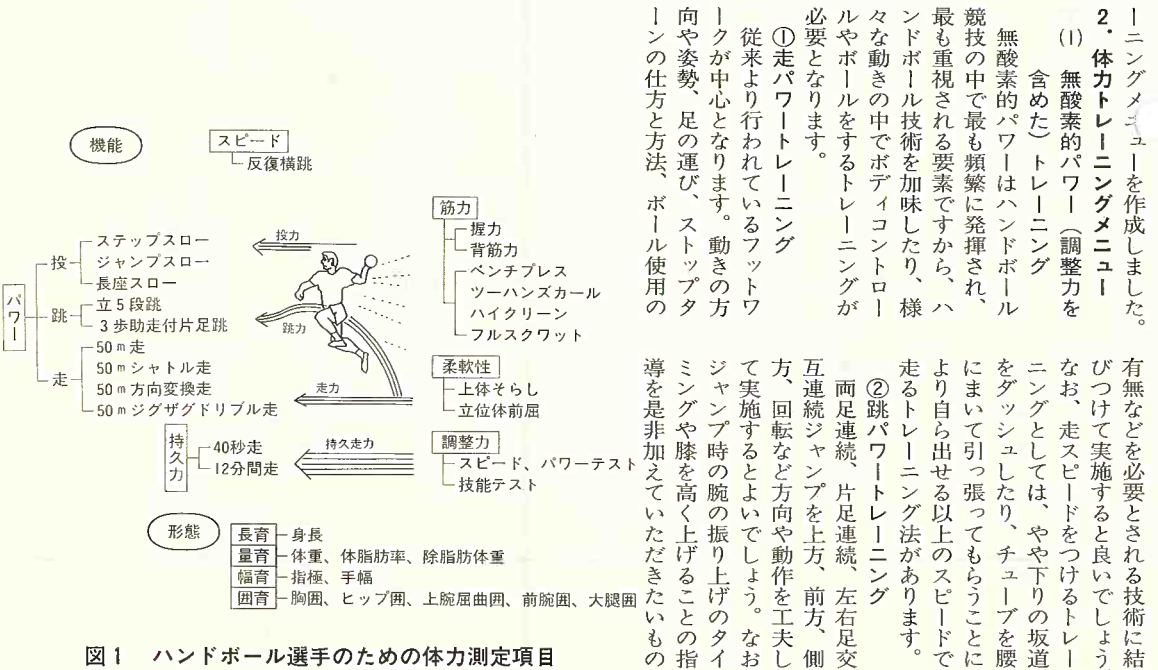 ーニングメニューを作成しました。
2．体力トレーニングメニュー
(1) 無酸素的パワー（調整力を
含めた）トレーニング
無酸素的パワーはハンドボール
競技の中で最も頻繁に発揮され、
最も重視される要素ですから、ハ
ンドボール技術を加味したり、様
々な動きの中でボディコントロー
ルやボールをするトレーニングが
必要となります。
①走パワートレーニング
従来より行われているフットワ
ークが中心となります。動きの方
向や姿勢、足の運び、ストップタ
ーンの仕方と方法、ボール使用の
有無などを必要とされる技術に結
びつけて実施すると良いでしょう
なお、走スピードをつけるトレー
ニングとしては、やや下りの坂道
をダッシュしたり、チューブを腰
にまいて引っ張ってもらうことに
より自ら出せる以上のスピードで
走るトレーニング法があります。
②跳パワートレーニング
両足連続、片足連続、左右足交
互連続ジャンプを上方、前方、側
方、回転など方向や動作を工夫し
て実施するとよいでしょう。なお
ジャンプ時の腕の振り上げのタイ
ミングや膝を高く上げることの指
導を是非加えていただきたいもの
機能
スピード
反復横跳
筋力
握力
背筋力
ベンチプレス
ツーハンズカール
ハイクリーン
フルスクワット
パワー
投
ステップスロー
ジャンプスロー
長座スロー
跳
立5段跳
3歩助走付片足跳
走
50m走
50mシャトル走
50m方向変換走
50mジグザグドリブル走
投力
跳力
走力
持久走力
柔軟性
上体そらし
立位体前屈
持久力
40秒走
12分間走
調整力
スピード、パワーテスト
技能テスト
形態
長育 身長
量育 体重、体脂肪率、除脂肪体重
幅育 指極、手幅
囲育 胸囲、ヒップ囲、上腕屈曲囲、前腕囲、大腿囲
図1 ハンドボール選手のための体力測定項目